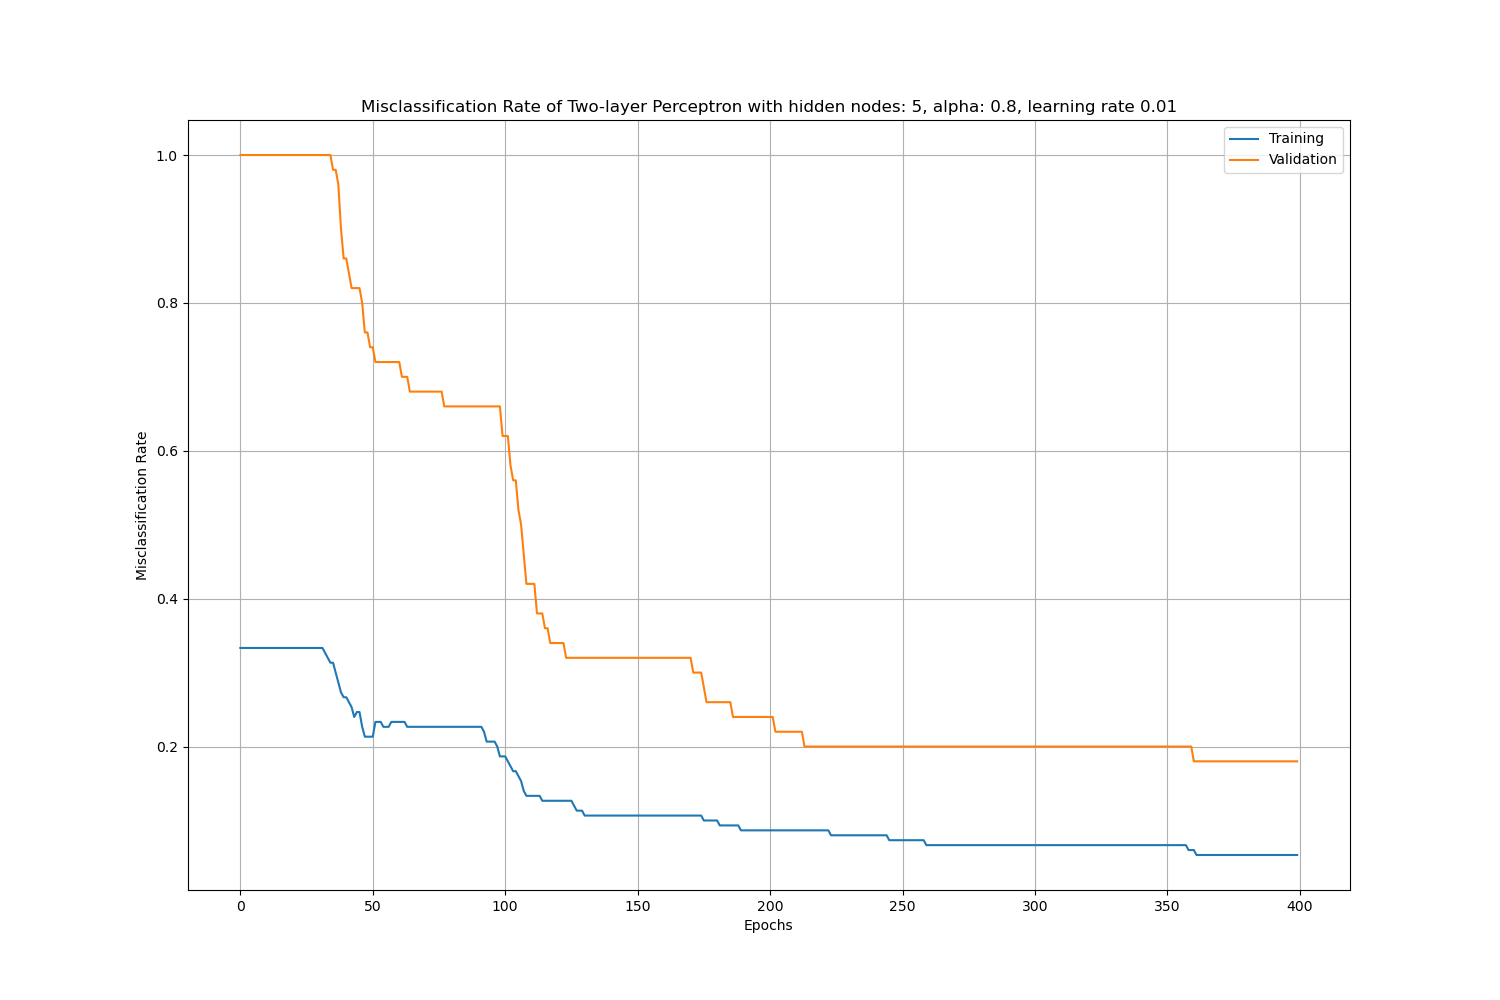 Misclassification Rate of Two-layer Perceptron with hidden nodes: 5, alpha: 0.8, learning rate 0.01
Training
Validation
1.0
0.8
0.6
0.4
0.2
Misclassification Rate
0 50 100 150 200 250 300 350 400
Epochs